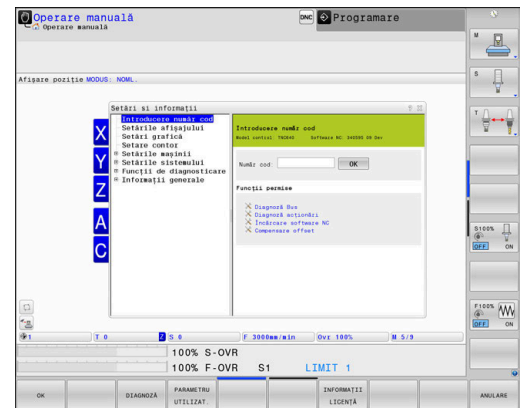 Operare manuală
DNC
Programare
Operare manuală
Afișare poziție MODUS: NOML.
Setări si informații
Introducere număr cod
Setările afișajului
Setări grafică
Setare contor
Setările mașinii
Setările sistemului
Funcții de diagnosticare
Informații generale
Introducere număr cod
Număr cod
OK
Funcții permise
Diagnoză Bus
Diagnoză acționări
Încărcare software NC
Compensare offset
X
Y
Z
A
C
M
S
T
S100%
OFF ON
F100%
OFF ON
1 T 0 Z S 0 F 3000mm/min Ovr 100% M 5/9
100% S-OVR
100% F-OVR S1 LIMIT 1
OK
DIAGNOZĂ
PARAMETRU
UTILIZAT.
INFORMAȚII
LICENȚĂ
ANULARE